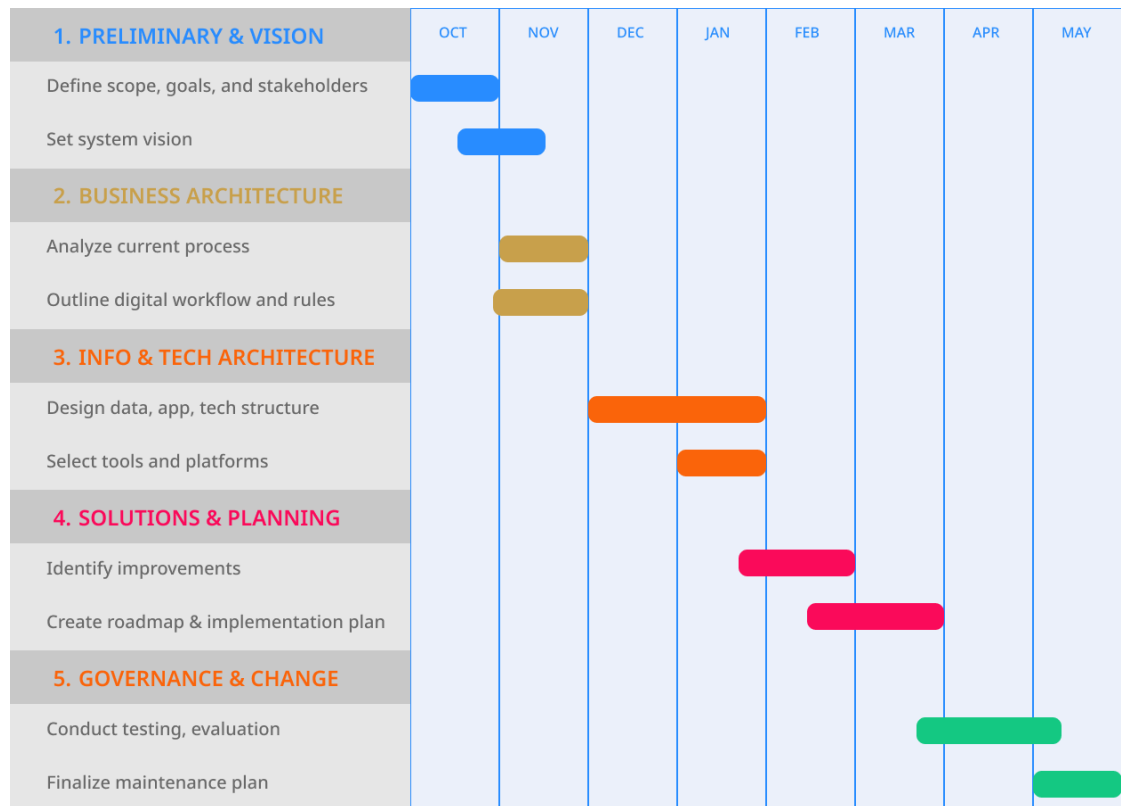 1. PRELIMINARY & VISION
OCT NOV DEC JAN FEB MAR APR MAY
Define scope, goals, and stakeholders
Set system vision
2. BUSINESS ARCHITECTURE
Analyze current process
Outline digital workflow and rules
3. INFO & TECH ARCHITECTURE
Design data, app, tech structure
Select tools and platforms
4. SOLUTIONS & PLANNING
Identify improvements
Create roadmap & implementation plan
5. GOVERNANCE & CHANGE
Conduct testing, evaluation
Finalize maintenance plan